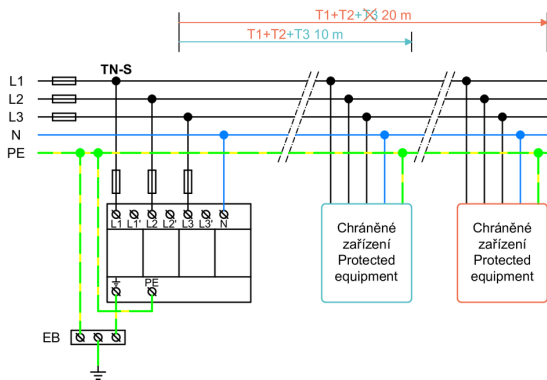 T1+T2+T3 20 m
T1+T2+T3 10 m
TN-S
L1
L2
L3
N
PE
L1 L1' L2 L2' L3 L3' N
Chráněné
zařízení
Protected
equipment
Chráněné
zařízení
Protected
equipment
PE
EB